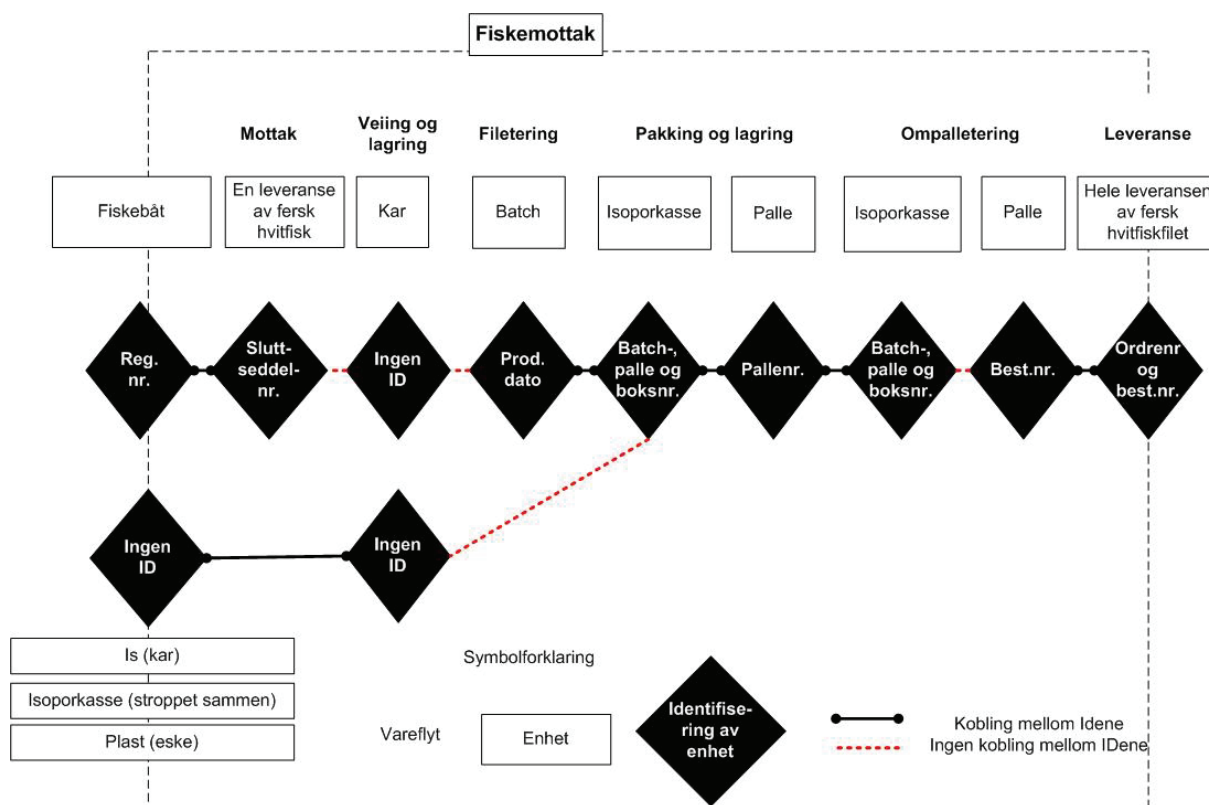 Fiskemottak
Mottak
Veiing og
lagring
Filetering
Pakking og lagring
Ompalletering
Leveranse
Fiskebåt
En leveranse
av fersk
hvitfisk
Kar
Batch
Isoporkasse
Palle
Isoporkasse
Palle
Hele leveransen
av fersk
hvitfiskfilet
Reg.
nr.
Slutt-
seddel-
nr.
Ingen
ID
Prod.
dato
Batch-,
palle og
boksnr.
Pallenr.
Batch-,
palle og
boksnr.
Best.nr.
Ordrenr
og
best.nr.
Ingen
ID
Ingen
ID
Is (kar)
Isoporkasse (stroppet sammen)
Plast (eske)
Symbolforklaring
Vareflyt
Enhet
Identifise-
ring av
enhet
Kobling mellom Idene
Ingen kobling mellom IDene